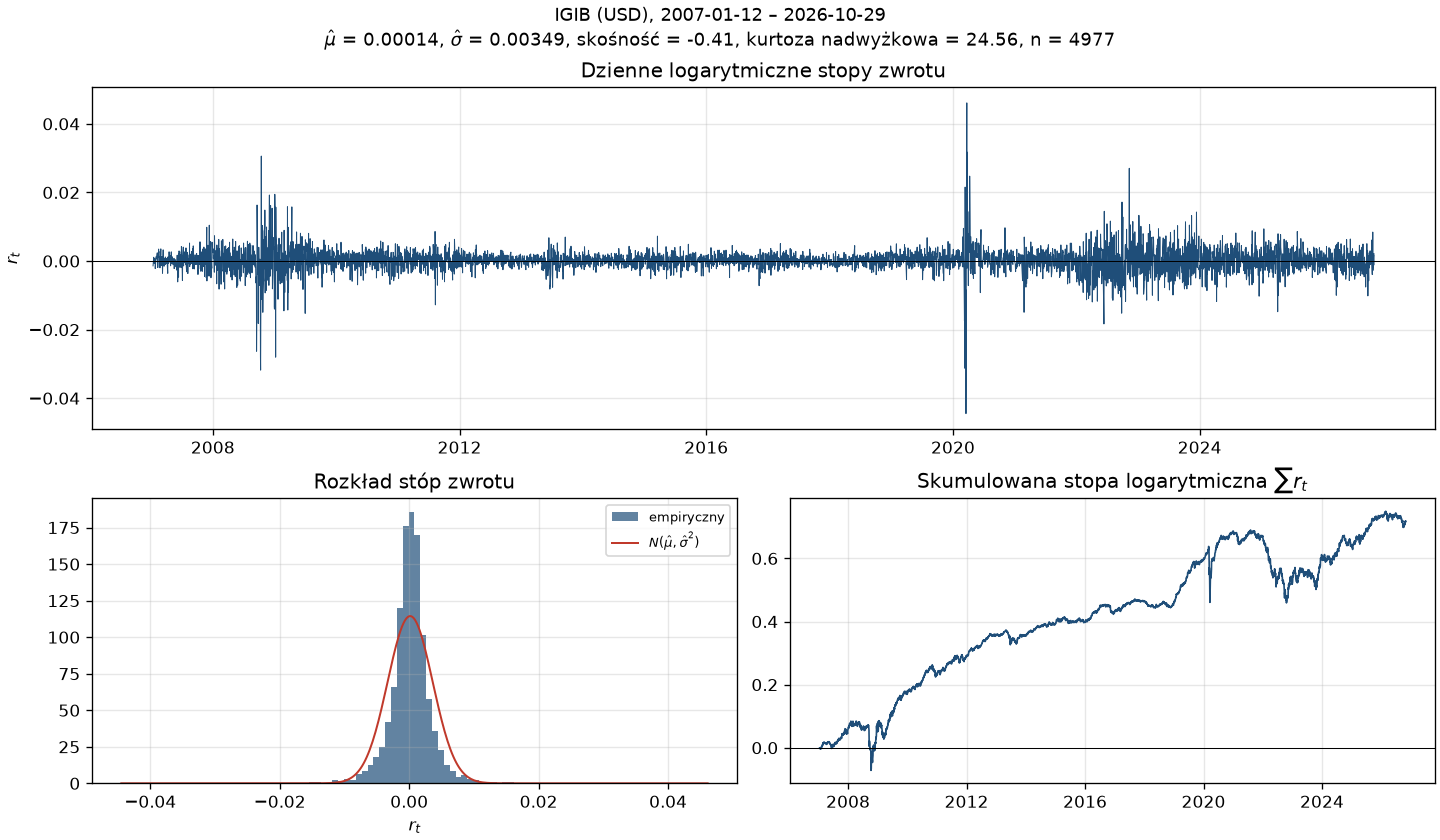 IGIB (USD), 2007-01-12 – 2026-10-29
μ̂ = 0.00014, σ̂ = 0.00349, skośność = -0.41, kurtoza nadwyżkowa = 24.56, n = 4977
Dzienne logarytmiczne stopy zwrotu
0.04
0.02
0.00
−0.02
−0.04
r_t
2008 2012 2016 2020 2024
Rozkład stóp zwrotu
175
150
125
100
75
50
25
0
empiryczny
N(μ̂, σ̂²)
−0.04 −0.02 0.00 0.02 0.04
r_t
Skumulowana stopa logarytmiczna ∑r_t
0.6
0.4
0.2
0.0
2008 2012 2016 2020 2024